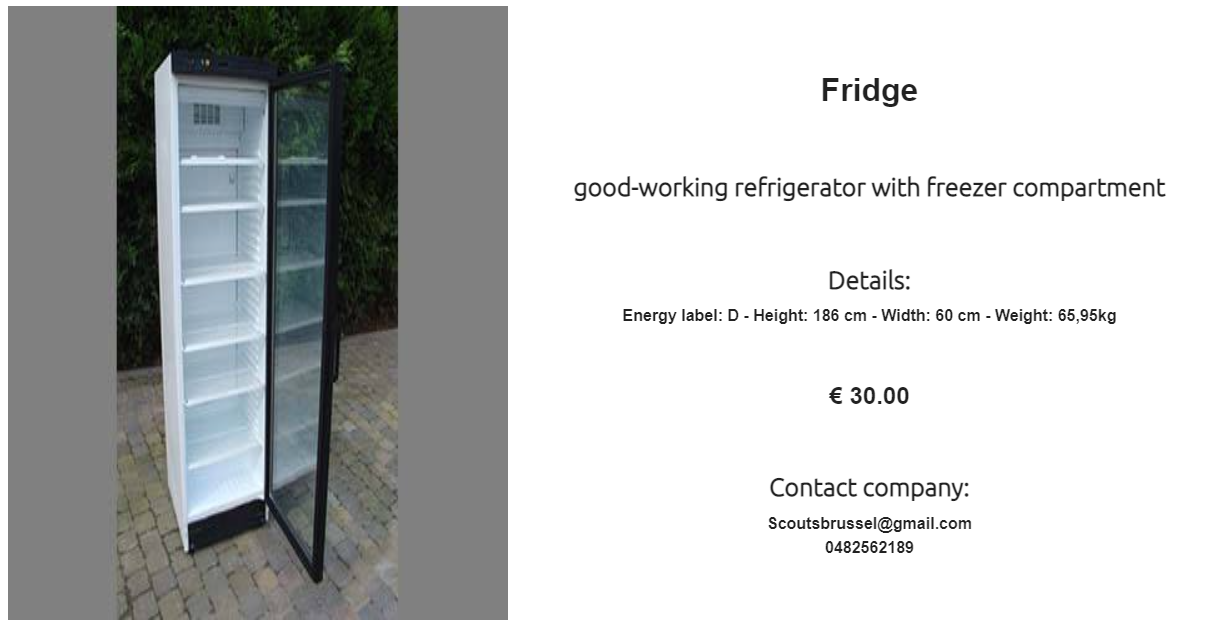 Fridge
good-working refrigerator with freezer compartment
Details:
Energy label: D - Height: 186 cm - Width: 60 cm - Weight: 65,95kg
€ 30.00
Contact company:
Scoutsbrussel@gmail.com
0482562189